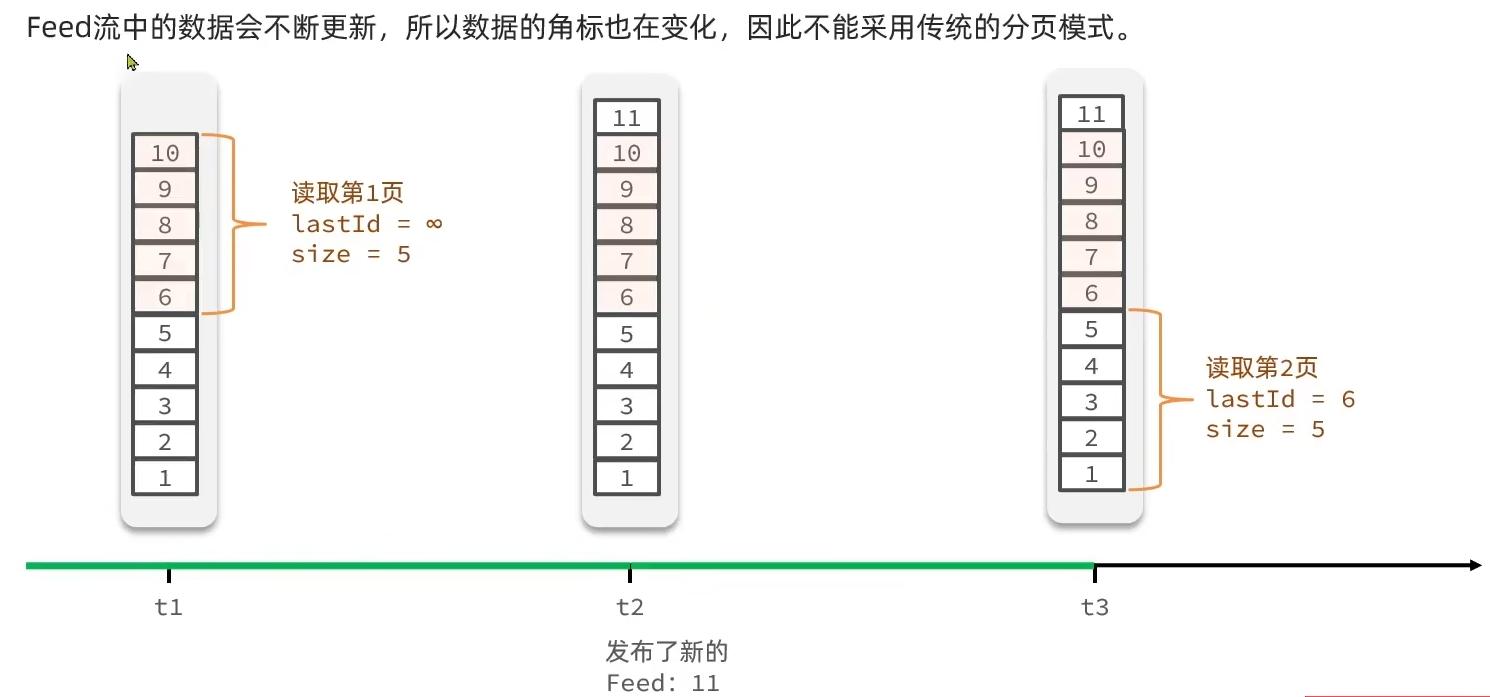 Feed流中的数据会不断更新，所以数据的角标也在变化，因此不能采用传统的分页模式。
10
9
8
7
6
5
4
3
2
1
读取第1页
lastId = ∞
size = 5
11
10
9
8
7
6
5
4
3
2
1
11
10
9
8
7
6
5
4
3
2
1
读取第2页
lastId = 6
size = 5
t1
t2
t3
发布了新的
Feed：11